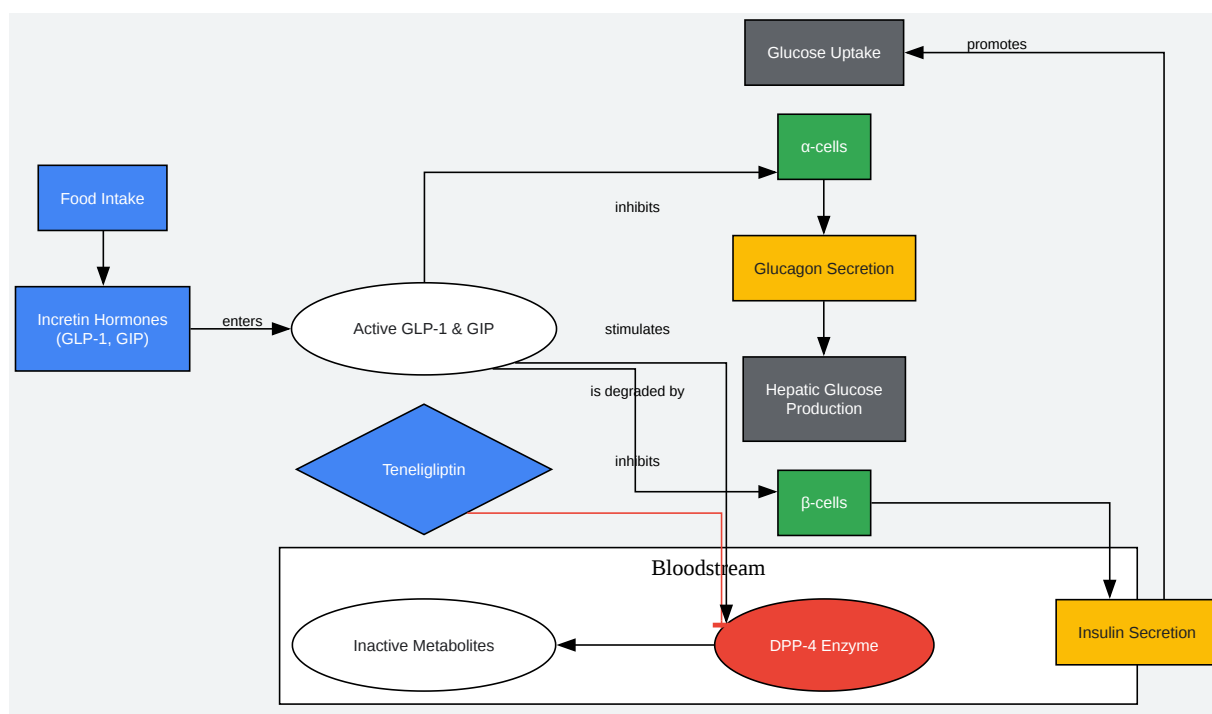 Glucose Uptake
promotes
α-cells
Food Intake
inhibits
Glucagon Secretion
Incretin Hormones
(GLP-1, GIP)
enters
Active GLP-1 & GIP
stimulates
is degraded by
Hepatic Glucose
Production
Teneligliptin
inhibits
β-cells
Bloodstream
Inactive Metabolites
DPP-4 Enzyme
Insulin Secretion